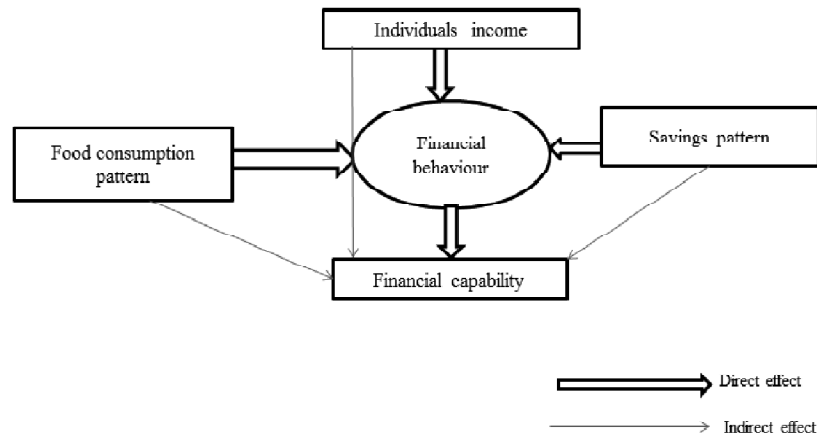 Individuals income
Food consumption
pattern
Financial
behaviour
Savings pattern
Financial capability
Direct effect
Indirect effect